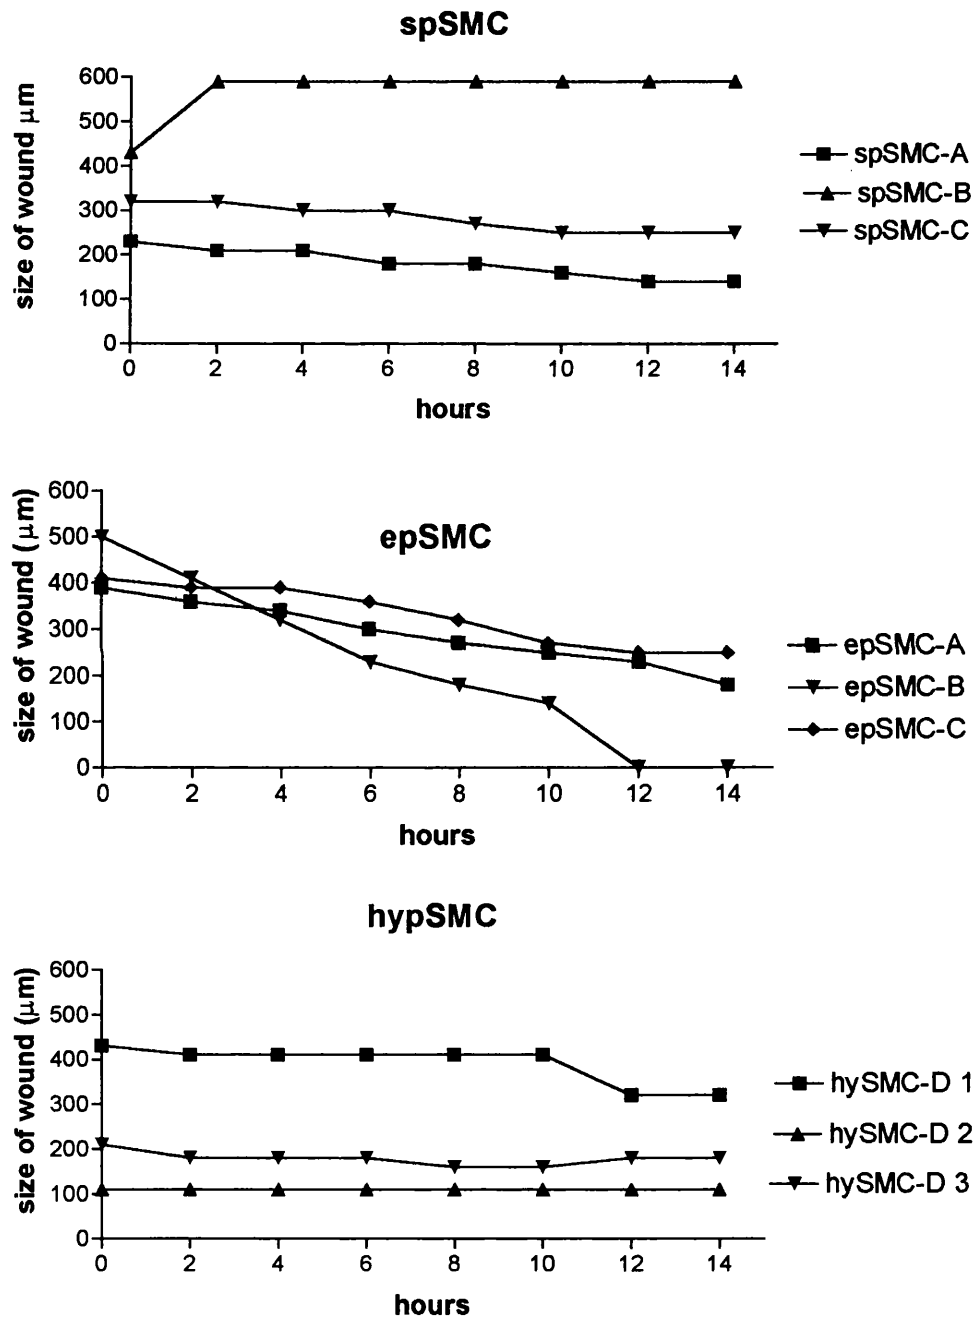 spSMC
size of wound μm
600
500
400
300
200
100
0
0 2 4 6 8 10 12 14
hours
spSMC-A
spSMC-B
spSMC-C
epSMC
size of wound (μm)
600
500
400
300
200
100
0
0 2 4 6 8 10 12 14
hours
epSMC-A
epSMC-B
epSMC-C
hypSMC
size of wound (μm)
600
500
400
300
200
100
0
0 2 4 6 8 10 12 14
hours
hySMC-D 1
hySMC-D 2
hySMC-D 3